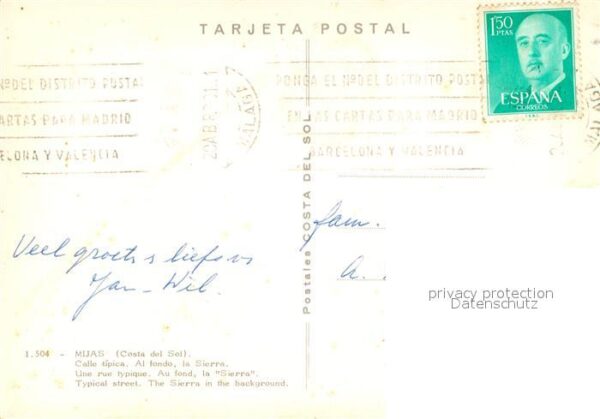 TARJETA POSTAL
1'50
PTAS
ESPAÑA
CORREOS
PONGA EL Nº DEL DISTRITO POSTAL
EN LAS CARTAS PARA MADRID
BARCELONA Y VALENCIA
Nº DEL DISTRITO POSTAL
CARTAS PARA MADRID
CELONA Y VALENCIA
Postales COSTA DEL SOL
fam.
A.
Veel groets & liefs vs
Jan-Wil.
privacy protection
Datenschutz
1.504 - MIJAS (Costa del Sol).
Calle típica. Al fondo, la Sierra.
Une rue typique. Au fond, la "Sierra".
Typical street. The Sierra in the background.